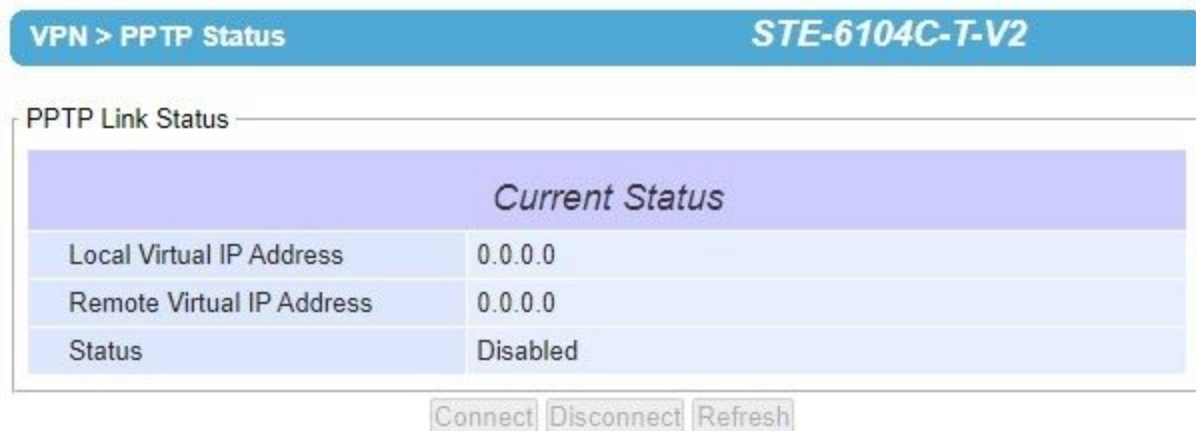 VPN > PPTP Status STE-6104C-T-V2
PPTP Link Status
Current Status
Local Virtual IP Address 0.0.0.0
Remote Virtual IP Address 0.0.0.0
Status Disabled
Connect Disconnect Refresh